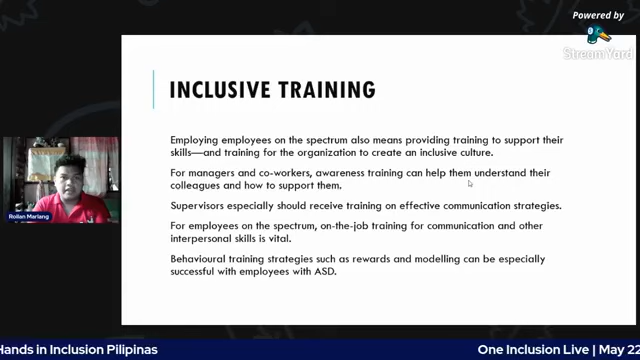 Powered by
StreamYard
INCLUSIVE TRAINING
Employing employees on the spectrum also means providing training to support their
skills—and training for the organization to create an inclusive culture.
For managers and co-workers, awareness training can help them understand their
colleagues and how to support them.
Supervisors especially should receive training on effective communication strategies.
For employees on the spectrum, on-the-job training for communication and other
interpersonal skills is vital.
Behavioural training strategies such as rewards and modelling can be especially
successful with employees with ASD.
Rollan Marlang
Hands in Inclusion Pilipinas
One Inclusion Live | May 22